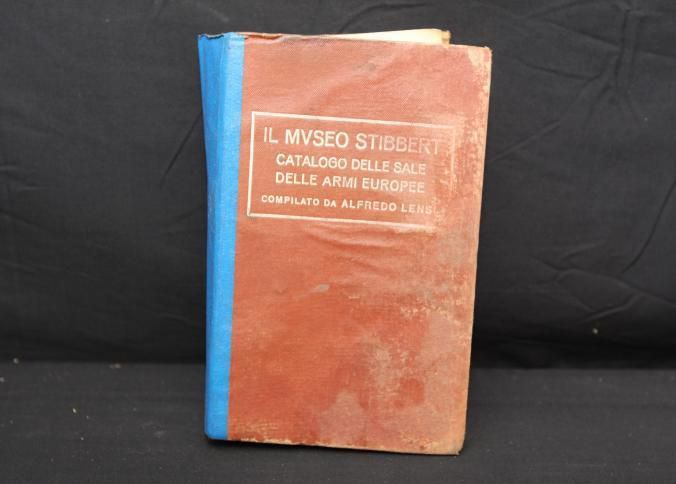 IL MVSEO STIBBERT
CATALOGO DELLE SALE
DELLE ARMI EUROPEE
COMPILATO DA ALFREDO LENSI